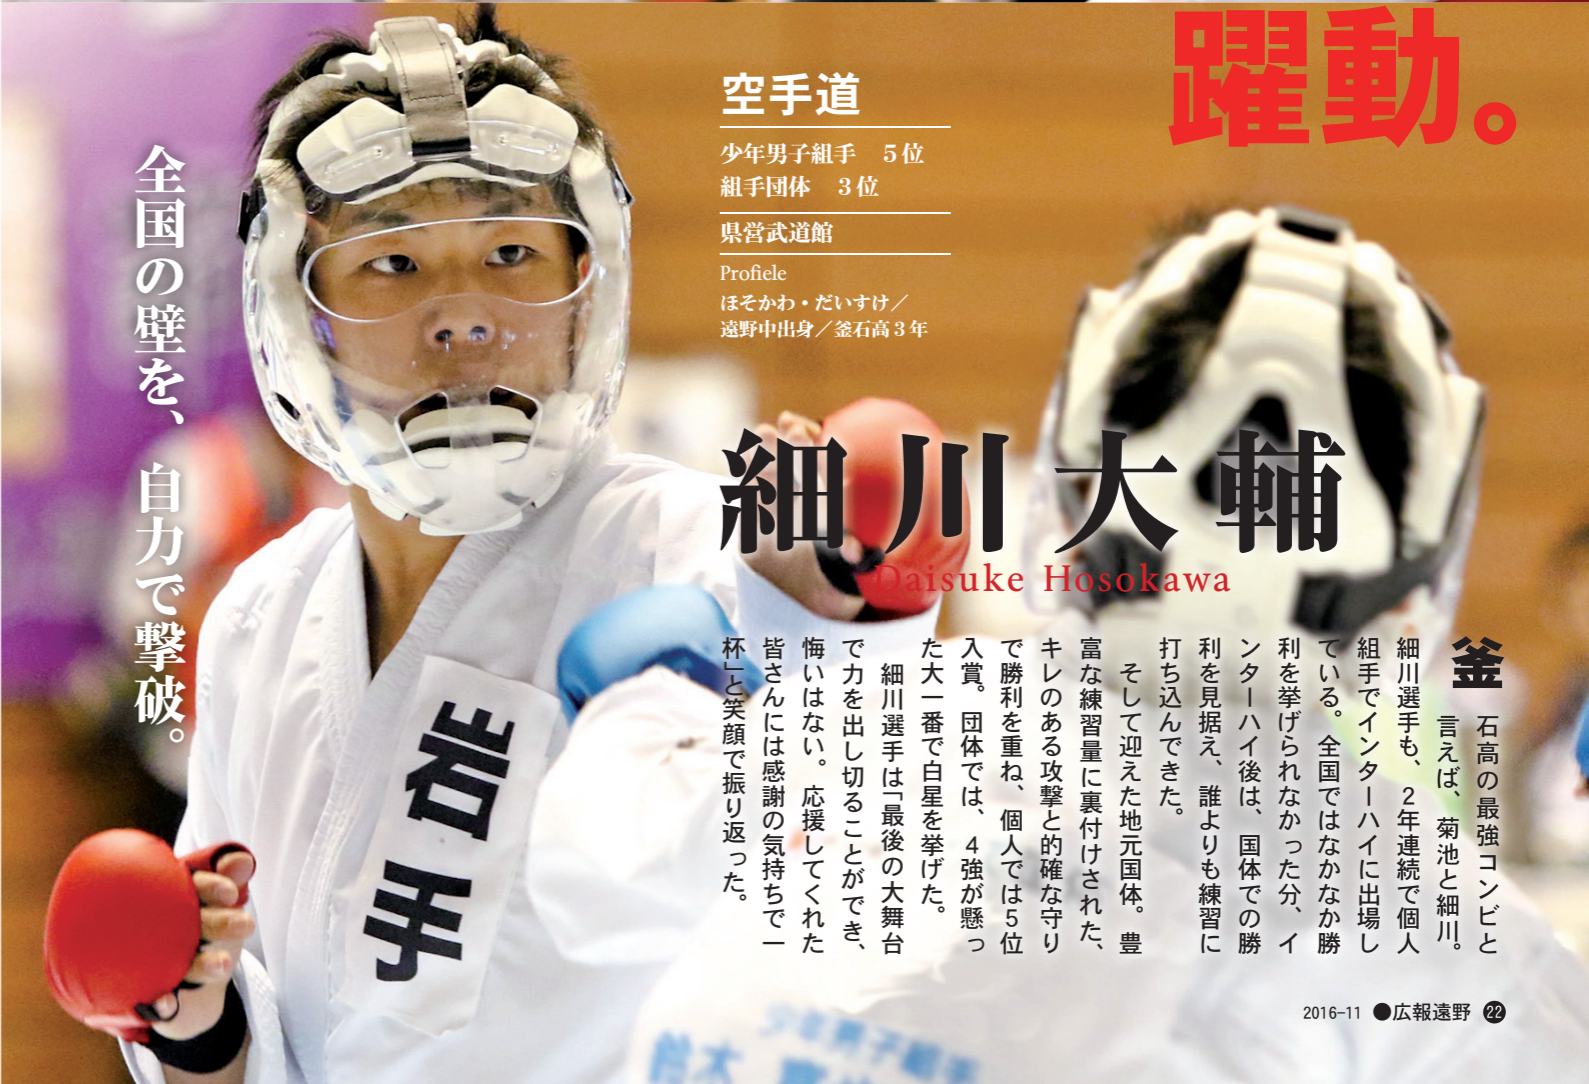 躍動。
空手道
少年男子組手　５位
組手団体　３位
県営武道館
Profiele
ほそかわ・だいすけ／
遠野中出身／釜石高３年
全国の壁を、自力で撃破。
細川大輔
Daisuke Hosokawa
釜石高の最強コンビと
言えば、菊池と細川。
細川選手も、２年連続で個人
組手でインターハイに出場し
ている。全国ではなかなか勝
利を挙げられなかった分、イ
ンターハイ後は、国体での勝
利を見据え、誰よりも練習に
打ち込んできた。
そして迎えた地元国体。豊
富な練習量に裏付けされた、
キレのある攻撃と的確な守り
で勝利を重ね、個人では５位
入賞。団体では、４強が懸っ
た大一番で白星を挙げた。
細川選手は「最後の大舞台
で力を出し切ることができ、
悔いはない。応援してくれた
皆さんには感謝の気持ちで一
杯」と笑顔で振り返った。
岩手
少年男子組手
2016-11 ●広報遠野 22